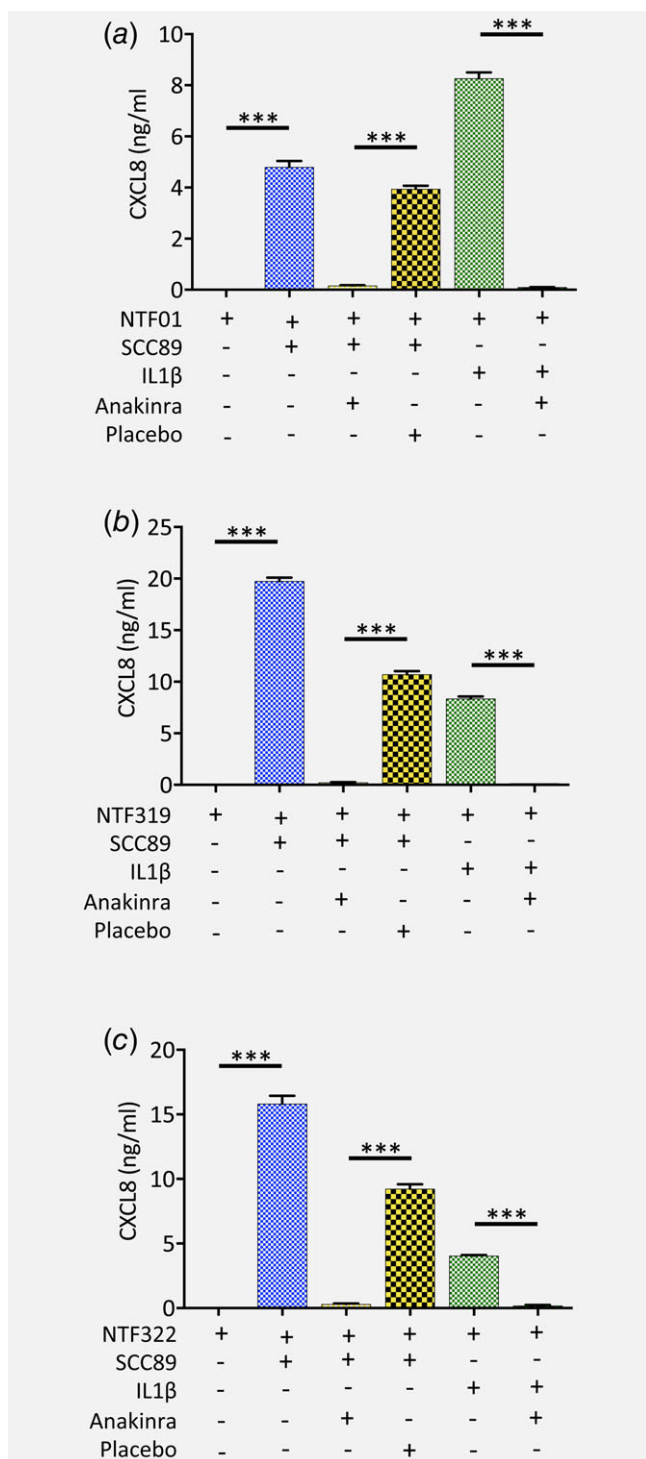 (a)
CXCL8 (ng/ml)
10
8
6
4
2
0
***
***
***
NTF01 + + + + + +
SCC89 - + + + - -
IL1β - - - - + +
Anakinra - - + - - +
Placebo - - - + - -
(b)
CXCL8 (ng/ml)
25
20
15
10
5
0
***
***
***
NTF319 + + + + + +
SCC89 - + + + - -
IL1β - - - - + +
Anakinra - - + - - +
Placebo - - - + - -
(c)
CXCL8 (ng/ml)
20
15
10
5
0
***
***
***
NTF322 + + + + + +
SCC89 - + + + - -
IL1β - - - - + +
Anakinra - - + - - +
Placebo - - - + - -